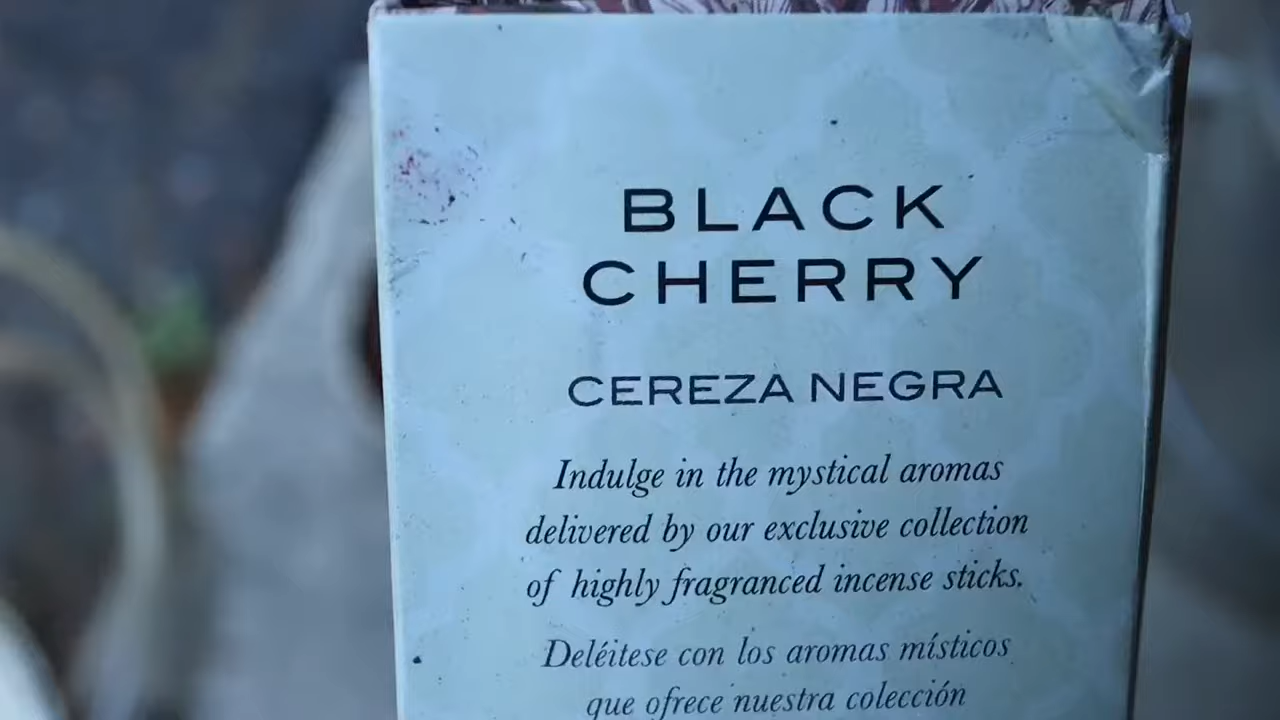 BLACK
CHERRY
CEREZA NEGRA
Indulge in the mystical aromas
delivered by our exclusive collection
of highly fragranced incense sticks.
Deléitese con los aromas místicos
que ofrece nuestra colección